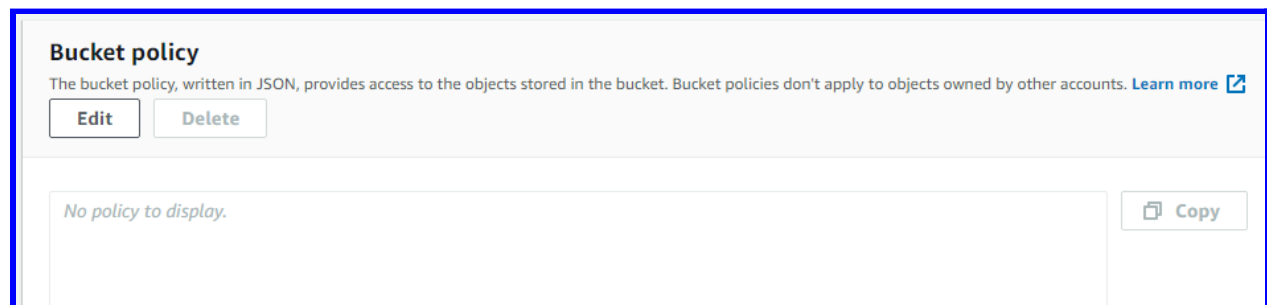 Bucket policy
The bucket policy, written in JSON, provides access to the objects stored in the bucket. Bucket policies don't apply to objects owned by other accounts. Learn more
Edit Delete
No policy to display.
Copy